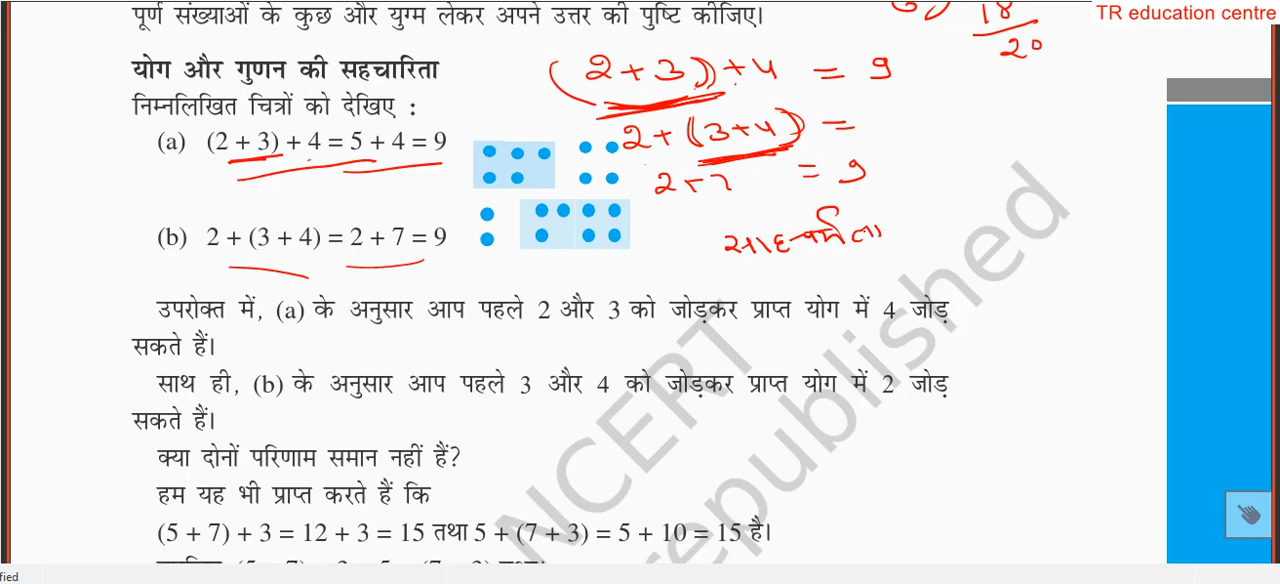 पूर्ण संख्याओं के कुछ और युग्म लेकर अपने उत्तर की पुष्टि कीजिए।
18
20
TR education centre
योग और गुणन की सहचारिता
(2 + 3) + 4 = 9
निम्नलिखित चित्रों को देखिए :
2 + (3+4) =
(a) (2 + 3) + 4 = 5 + 4 = 9
2 + 7 = 9
(b) 2 + (3 + 4) = 2 + 7 = 9
उपरोक्त में, (a) के अनुसार आप पहले 2 और 3 को जोड़कर प्राप्त योग में 4 जोड़
सकते हैं।
साथ ही, (b) के अनुसार आप पहले 3 और 4 को जोड़कर प्राप्त योग में 2 जोड़
सकते हैं।
क्या दोनों परिणाम समान नहीं हैं?
हम यह भी प्राप्त करते हैं कि
(5 + 7) + 3 = 12 + 3 = 15 तथा 5 + (7 + 3) = 5 + 10 = 15 है।
NCERT
republished